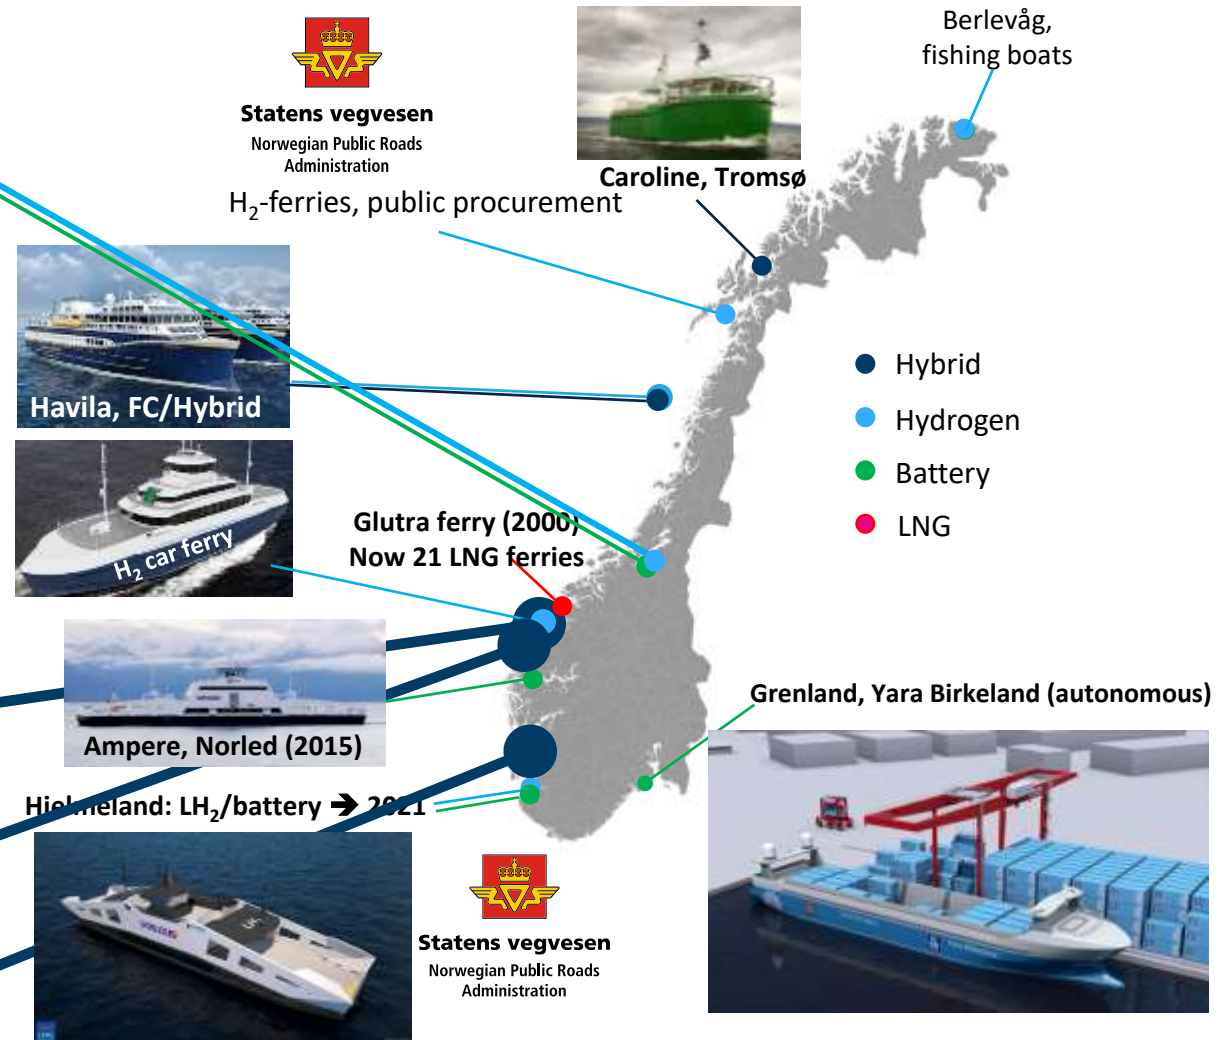 Berlevåg,
fishing boats
Statens vegvesen
Norwegian Public Roads
Administration
Caroline, Tromsø
H₂-ferries, public procurement
Havila, FC/Hybrid
Hybrid
Hydrogen
Battery
LNG
H₂ car ferry
Glutra ferry (2000)
Now 21 LNG ferries
Ampere, Norled (2015)
Grenland, Yara Birkeland (autonomous)
Hjelmeland: LH₂/battery ➔ 2021
Statens vegvesen
Norwegian Public Roads
Administration